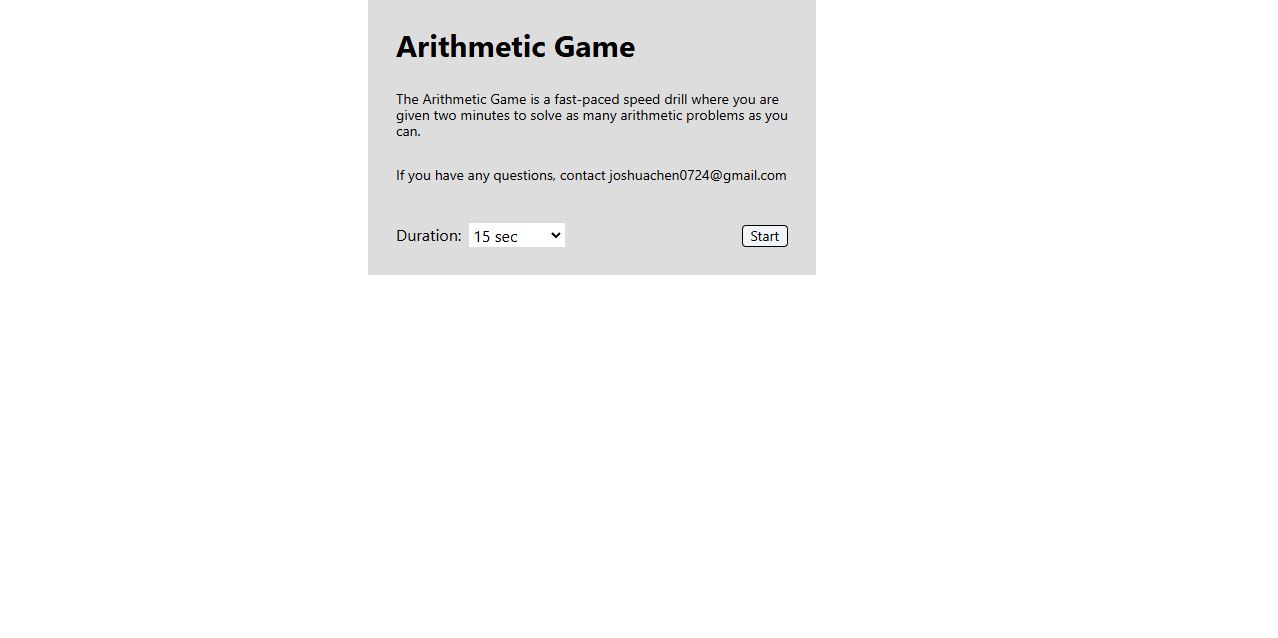 Arithmetic Game
The Arithmetic Game is a fast-paced speed drill where you are
given two minutes to solve as many arithmetic problems as you
can.
If you have any questions, contact joshuachen0724@gmail.com
Duration: 15 sec Start